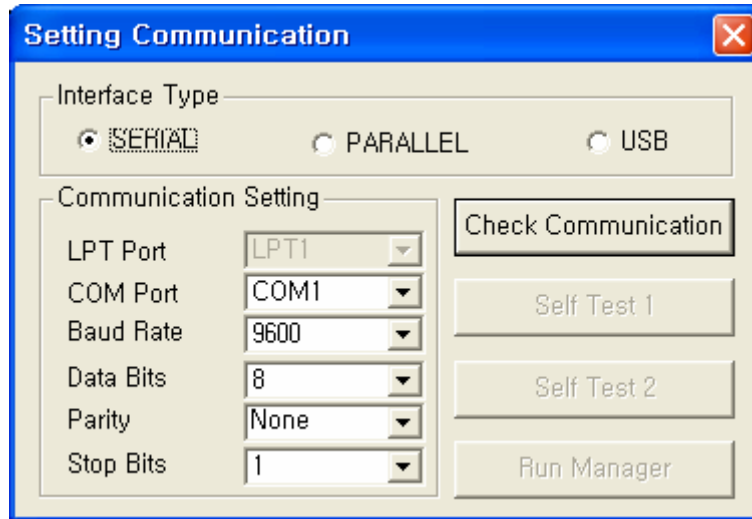 Setting Communication
Interface Type
SERIAL PARALLEL USB
Communication Setting
LPT Port LPT1
COM Port COM1
Baud Rate 9600
Data Bits 8
Parity None
Stop Bits 1
Check Communication
Self Test 1
Self Test 2
Run Manager